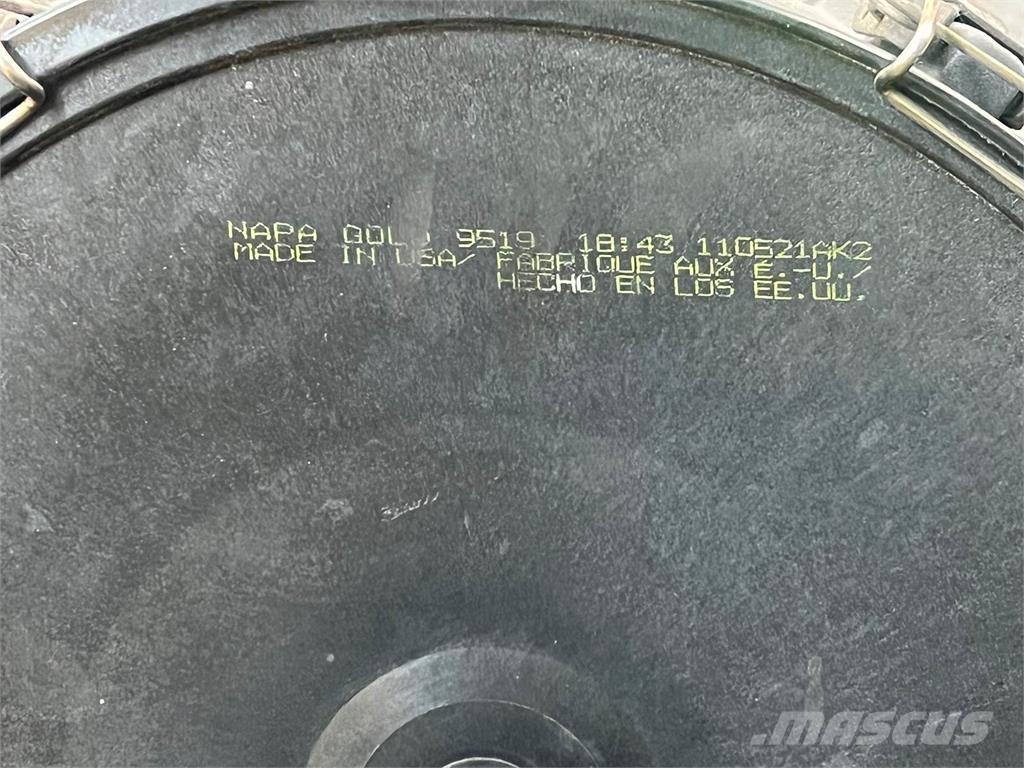 NAPA GOLD 9519 18:43 110521AK2
MADE IN USA/ FABRIQUE AUX É.-U./
HECHO EN LOS EE.UU.
MASCUS